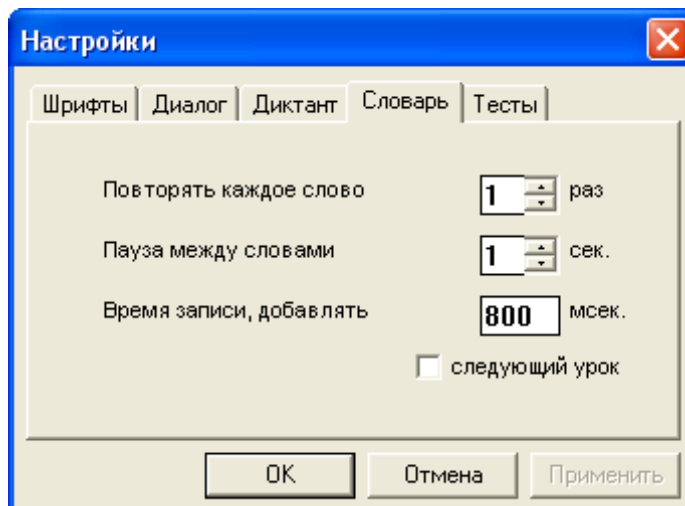 Настройки
Шрифты Диалог Диктант Словарь Тесты
Повторять каждое слово 1 раз
Пауза между словами 1 сек.
Время записи, добавлять 800 мсек.
следующий урок
OK Отмена Применить